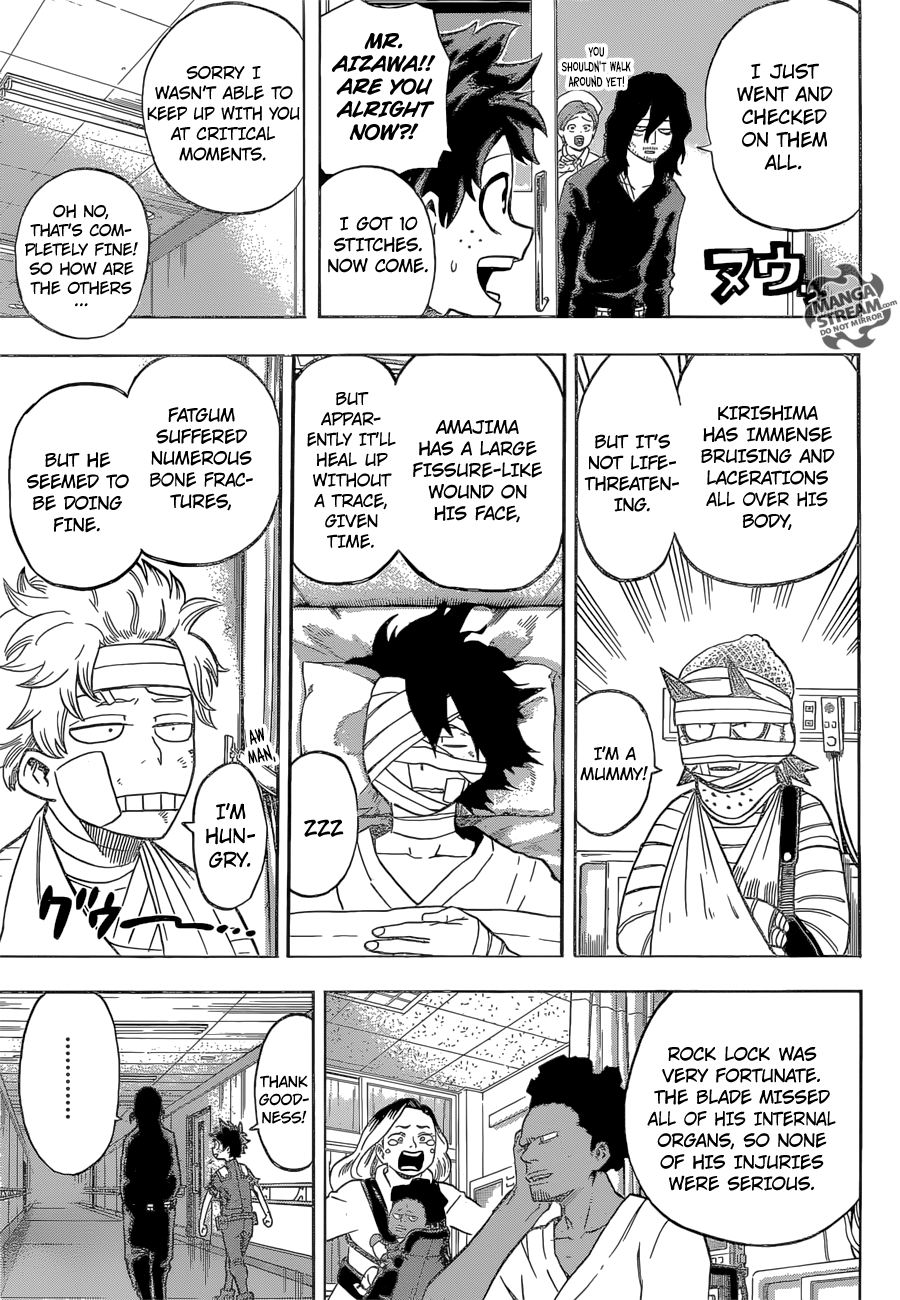 I JUST
WENT AND
CHECKED
ON THEM
ALL.
YOU
SHOULDN'T WALK
AROUND YET!
ヌウ
MANGA
STREAM.com
DO NOT MIRROR
MR.
AIZAWA!!
ARE YOU
ALRIGHT
NOW?!
I GOT 10
STITCHES.
NOW COME.
SORRY I
WASN'T ABLE TO
KEEP UP WITH YOU
AT CRITICAL
MOMENTS.
OH NO,
THAT'S COM-
PLETELY FINE!
SO HOW ARE
THE OTHERS
...
KIRISHIMA
HAS IMMENSE
BRUISING AND
LACERATIONS
ALL OVER HIS
BODY,
BUT IT'S
NOT LIFE-
THREATEN-
ING.
I'M A
MUMMY!
AMAJIMA
HAS A LARGE
FISSURE-LIKE
WOUND ON
HIS FACE,
BUT
APPAR-
ENTLY IT'LL
HEAL UP
WITHOUT
A TRACE,
GIVEN
TIME.
ZZZ
FATGUM
SUFFERED
NUMEROUS
BONE FRAC-
TURES,
BUT HE
SEEMED TO
BE DOING
FINE.
AW
MAN,
I'M
HUN-
GRY.
グゥ〜…
ROCK LOCK WAS
VERY FORTUNATE.
THE BLADE MISSED
ALL OF HIS INTERNAL
ORGANS, SO NONE
OF HIS INJURIES
WERE SERIOUS.
THANK
GOOD-
NESS!
.........